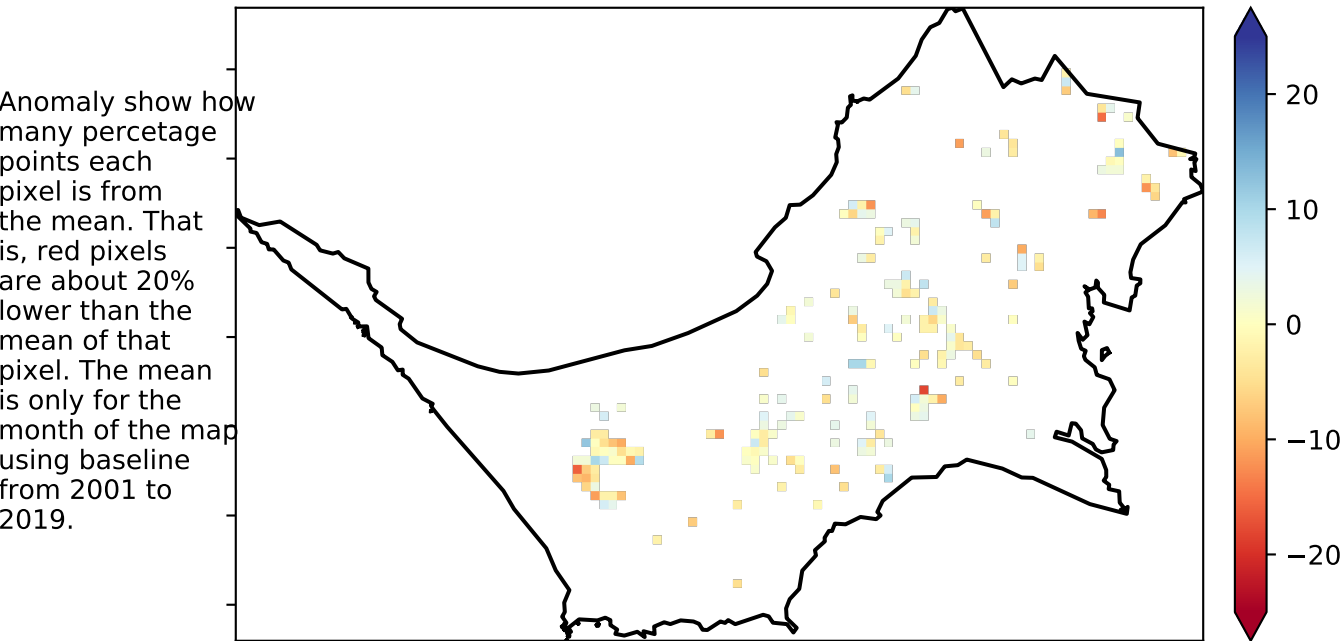 Anomaly show how
many percetage
points each
pixel is from
the mean. That
is, red pixels
are about 20%
lower than the
mean of that
pixel. The mean
is only for the
month of the map
using baseline
from 2001 to
2019.
20
10
0
−10
−20